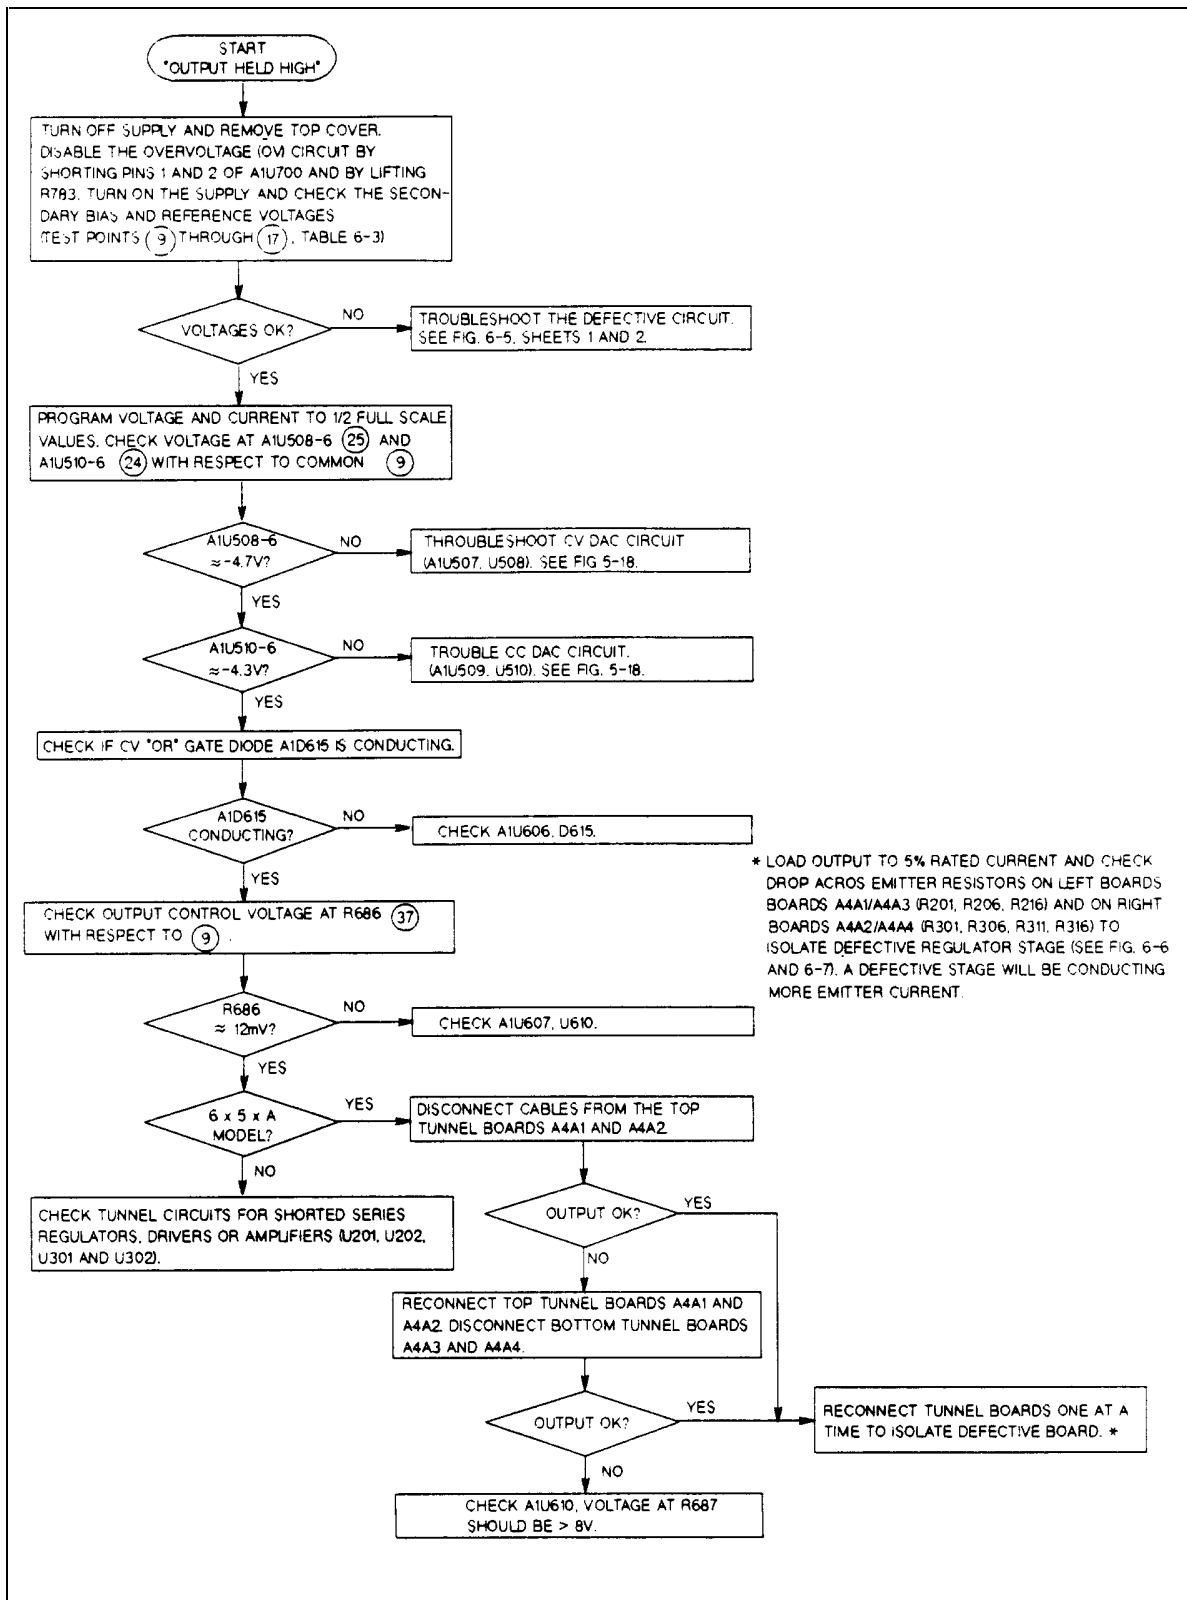 START
"OUTPUT HELD HIGH"
TURN OFF SUPPLY AND REMOVE TOP COVER.
DISABLE THE OVERVOLTAGE (OV) CIRCUIT BY
SHORTING PINS 1 AND 2 OF A1U700 AND BY LIFTING
R783. TURN ON THE SUPPLY AND CHECK THE SECON-
DARY BIAS AND REFERENCE VOLTAGES
(TEST POINTS 9 THROUGH 17, TABLE 6-3)
VOLTAGES OK?
NO
TROUBLESHOOT THE DEFECTIVE CIRCUIT.
SEE FIG. 6-5, SHEETS 1 AND 2.
YES
PROGRAM VOLTAGE AND CURRENT TO 1/2 FULL SCALE
VALUES. CHECK VOLTAGE AT A1U508-6 25 AND
A1U510-6 24 WITH RESPECT TO COMMON 9
A1U508-6
≈-4.7V?
NO
THROUBLESHOOT CV DAC CIRCUIT
(A1U507, U508). SEE FIG 5-18.
YES
A1U510-6
≈-4.3V?
NO
TROUBLE CC DAC CIRCUIT.
(A1U509, U510). SEE FIG. 5-18.
YES
CHECK IF CV "OR" GATE DIODE A1D615 IS CONDUCTING.
A1D615
CONDUCTING?
NO
CHECK A1U606, D615.
YES
* LOAD OUTPUT TO 5% RATED CURRENT AND CHECK
DROP ACROS EMITTER RESISTORS ON LEFT BOARDS
BOARDS A4A1/A4A3 (R201, R206, R216) AND ON RIGHT
BOARDS A4A2/A4A4 (R301, R306, R311, R316) TO
ISOLATE DEFECTIVE REGULATOR STAGE (SEE FIG. 6-6
AND 6-7). A DEFECTIVE STAGE WILL BE CONDUCTING
MORE EMITTER CURRENT.
CHECK OUTPUT CONTROL VOLTAGE AT R686 37
WITH RESPECT TO 9 .
R686
≈ 12mV?
NO
CHECK A1U607, U610.
YES
6 x 5 x A
MODEL?
YES
DISCONNECT CABLES FROM THE TOP
TUNNEL BOARDS A4A1 AND A4A2.
NO
CHECK TUNNEL CIRCUITS FOR SHORTED SERIES
REGULATORS, DRIVERS OR AMPLIFIERS (U201, U202,
U301 AND U302).
OUTPUT OK?
YES
NO
RECONNECT TOP TUNNEL BOARDS A4A1 AND
A4A2. DISCONNECT BOTTOM TUNNEL BOARDS
A4A3 AND A4A4.
OUTPUT OK?
YES
RECONNECT TUNNEL BOARDS ONE AT A
TIME TO ISOLATE DEFECTIVE BOARD. *
NO
CHECK A1U610, VOLTAGE AT R687
SHOULD BE > 8V.